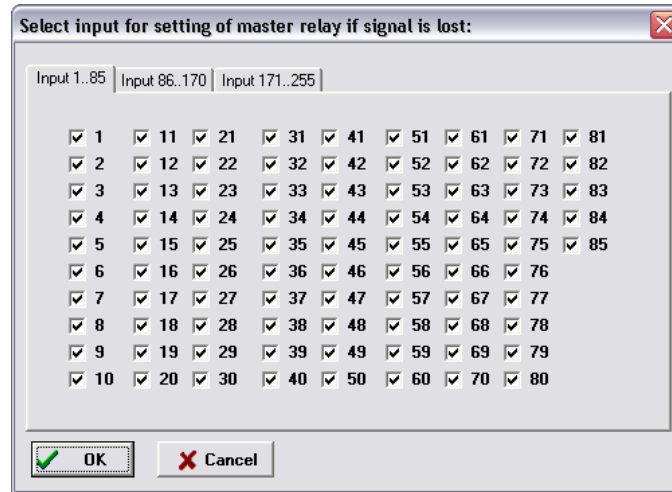 Select input for setting of master relay if signal is lost:
Input 1..85 Input 86..170 Input 171..255
1 11 21 31 41 51 61 71 81
2 12 22 32 42 52 62 72 82
3 13 23 33 43 53 63 73 83
4 14 24 34 44 54 64 74 84
5 15 25 35 45 55 65 75 85
6 16 26 36 46 56 66 76
7 17 27 37 47 57 67 77
8 18 28 38 48 58 68 78
9 19 29 39 49 59 69 79
10 20 30 40 50 60 70 80
OK Cancel